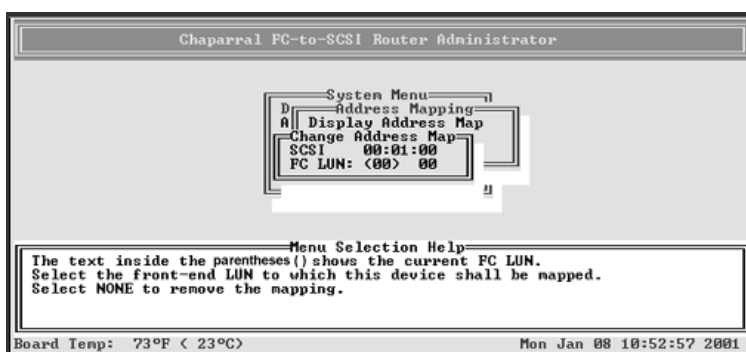 Chaparral FC-to-SCSI Router Administrator
System Menu
D Address Mapping
A Display Address Map
Change Address Map
SCSI 00:01:00
FC LUN: (00) 00
Menu Selection Help
The text inside the parentheses () shows the current FC LUN.
Select the front-end LUN to which this device shall be mapped.
Select NONE to remove the mapping.
Board Temp: 73ºF ( 23ºC) Mon Jan 08 10:52:57 2001